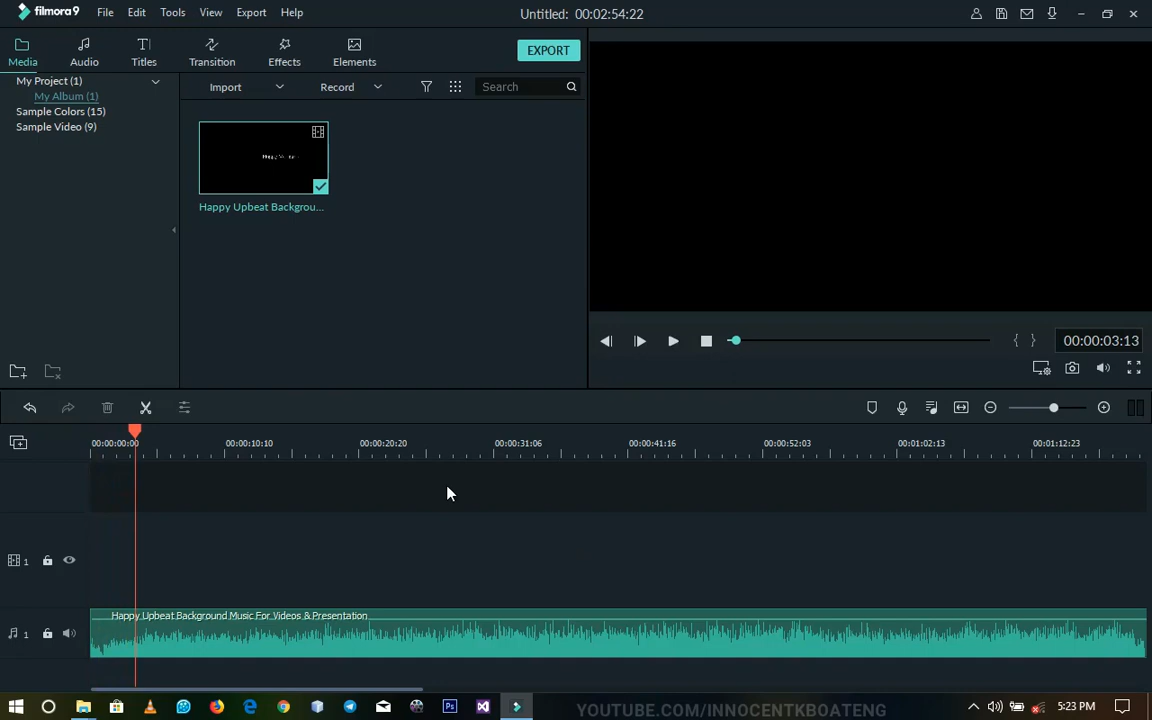 filmora9 File Edit Tools View Export Help Untitled: 00:02:54:22
Media Audio Titles Transition Effects Elements EXPORT
My Project (1)
My Album (1)
Sample Colors (15)
Sample Video (9)
Import Record Search
Happy Upbeat Backgrou...
00:00:03:13
00:00:00:00 00:00:10:10 00:00:20:20 00:00:31:06 00:00:41:16 00:00:52:03 00:01:02:13 00:01:12:23
1
Happy Upbeat Background Music For Videos & Presentation
1
Ps YOUTUBE.COM/INNOCENTKBOATENG 5:23 PM